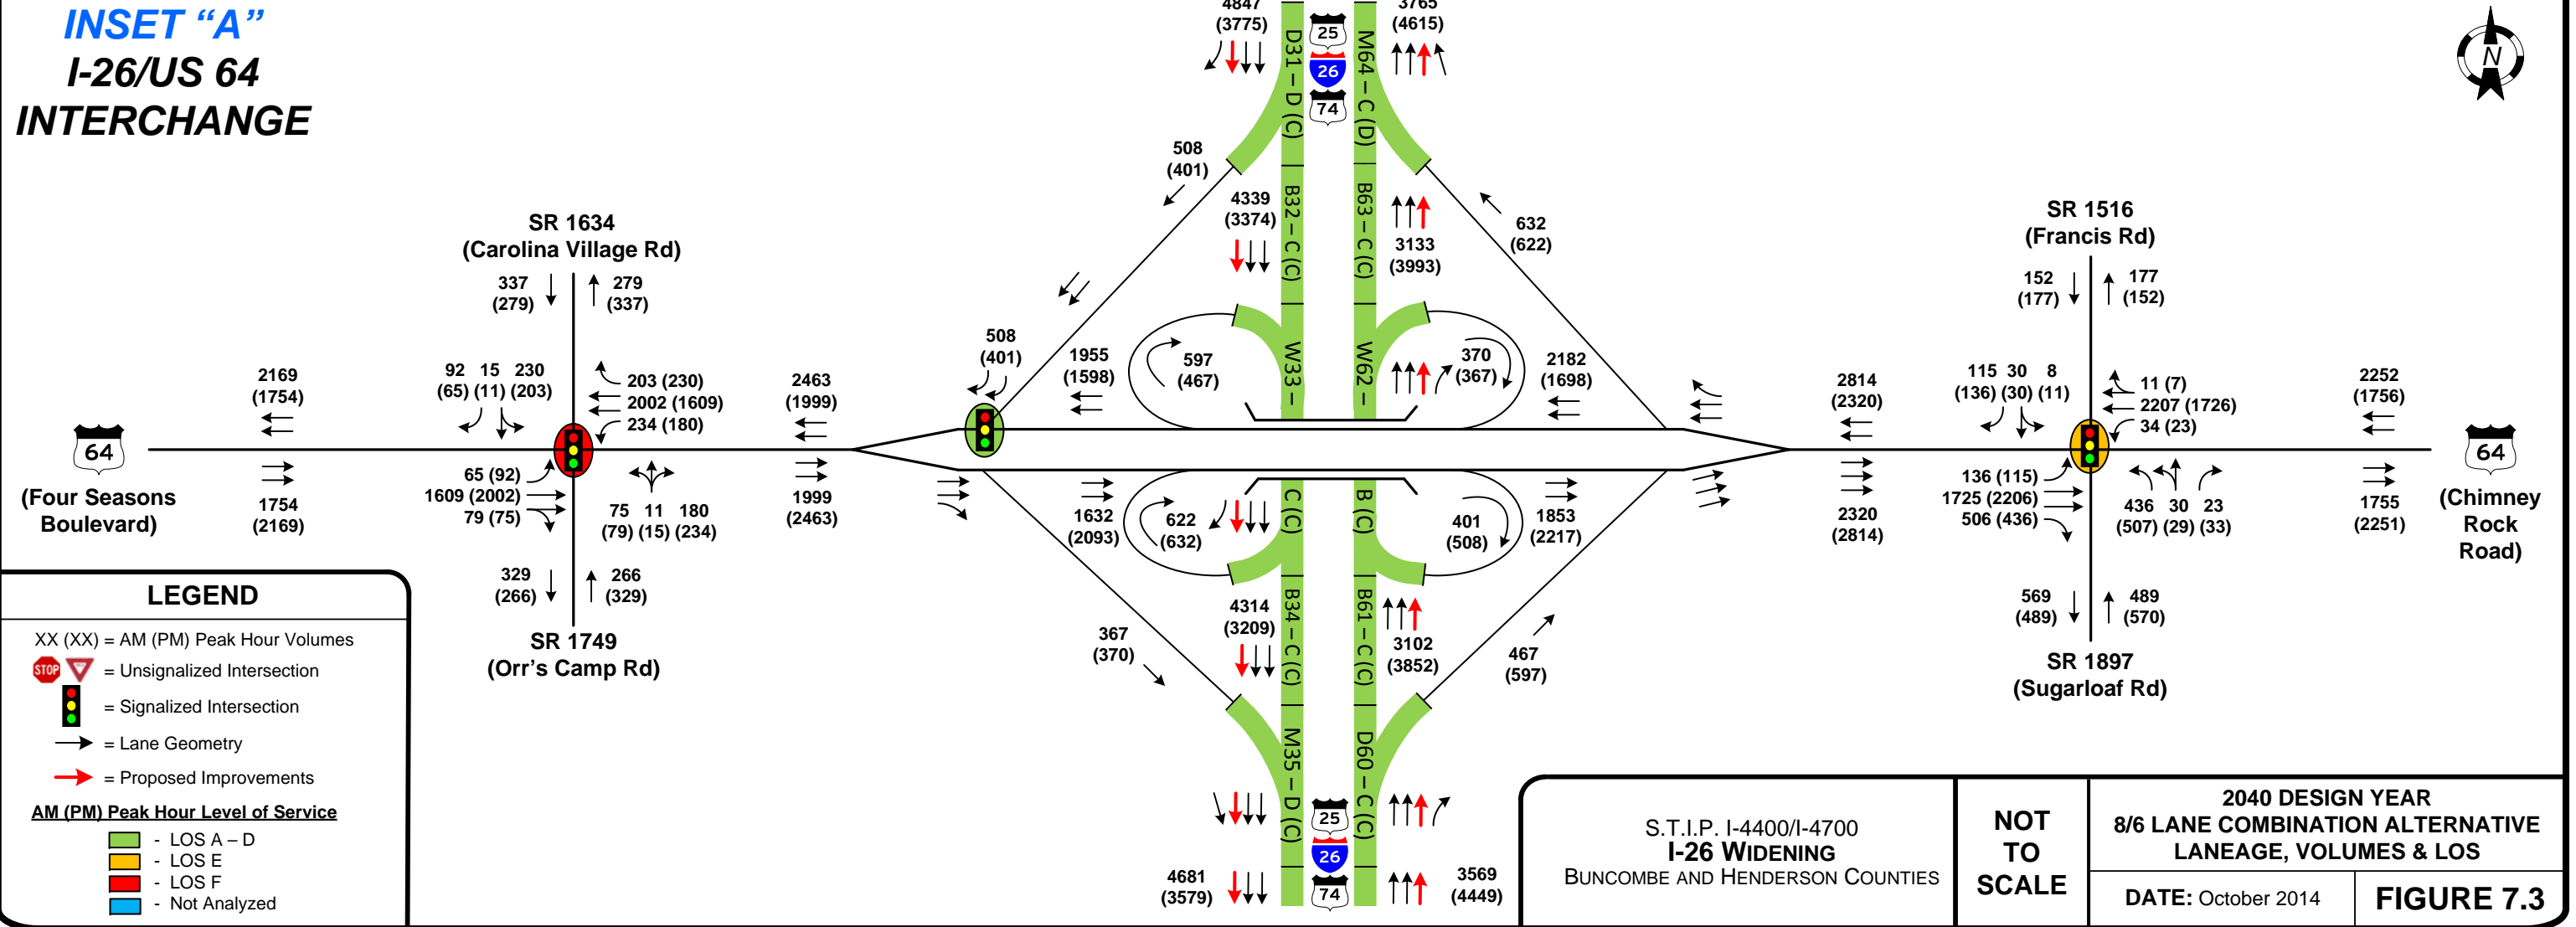 INSET “A”
I-26/US 64
INTERCHANGE
4847
(3775)
3765
(4615)
25
26
74
N
D31 – D (C)
M64 – C (D)
508
(401)
4339
(3374)
B32 – C (C)
B63 – C (C)
3133
(3993)
632
(622)
SR 1634
(Carolina Village Rd)
337
(279)
279
(337)
SR 1516
(Francis Rd)
152
(177)
177
(152)
2169
(1754)
92 15 230
(65) (11) (203)
203 (230)
2002 (1609)
234 (180)
2463
(1999)
508
(401)
1955
(1598)
597
(467)
W33 –
W62 –
370
(367)
2182
(1698)
2814
(2320)
115 30 8
(136) (30) (11)
11 (7)
2207 (1726)
34 (23)
2252
(1756)
64
(Four Seasons
Boulevard)
1754
(2169)
65 (92)
1609 (2002)
79 (75)
75 11 180
(79) (15) (234)
1999
(2463)
1632
(2093)
622
(632)
C (C)
B (C)
401
(508)
1853
(2217)
2320
(2814)
136 (115)
1725 (2206)
506 (436)
436 30 23
(507) (29) (33)
1755
(2251)
64
(Chimney
Rock
Road)
329
(266)
266
(329)
SR 1749
(Orr’s Camp Rd)
4314
(3209)
B34 – C (C)
B61 – C (C)
3102
(3852)
367
(370)
467
(597)
569
(489)
489
(570)
SR 1897
(Sugarloaf Rd)
M35 – D (C)
D60 – C (C)
25
26
74
4681
(3579)
3569
(4449)
LEGEND
XX (XX) = AM (PM) Peak Hour Volumes
STOP = Unsignalized Intersection
= Signalized Intersection
= Lane Geometry
= Proposed Improvements
AM (PM) Peak Hour Level of Service
- LOS A – D
- LOS E
- LOS F
- Not Analyzed
S.T.I.P. I-4400/I-4700
I-26 WIDENING
BUNCOMBE AND HENDERSON COUNTIES
NOT
TO
SCALE
2040 DESIGN YEAR
8/6 LANE COMBINATION ALTERNATIVE
LANEAGE, VOLUMES & LOS
DATE: October 2014
FIGURE 7.3